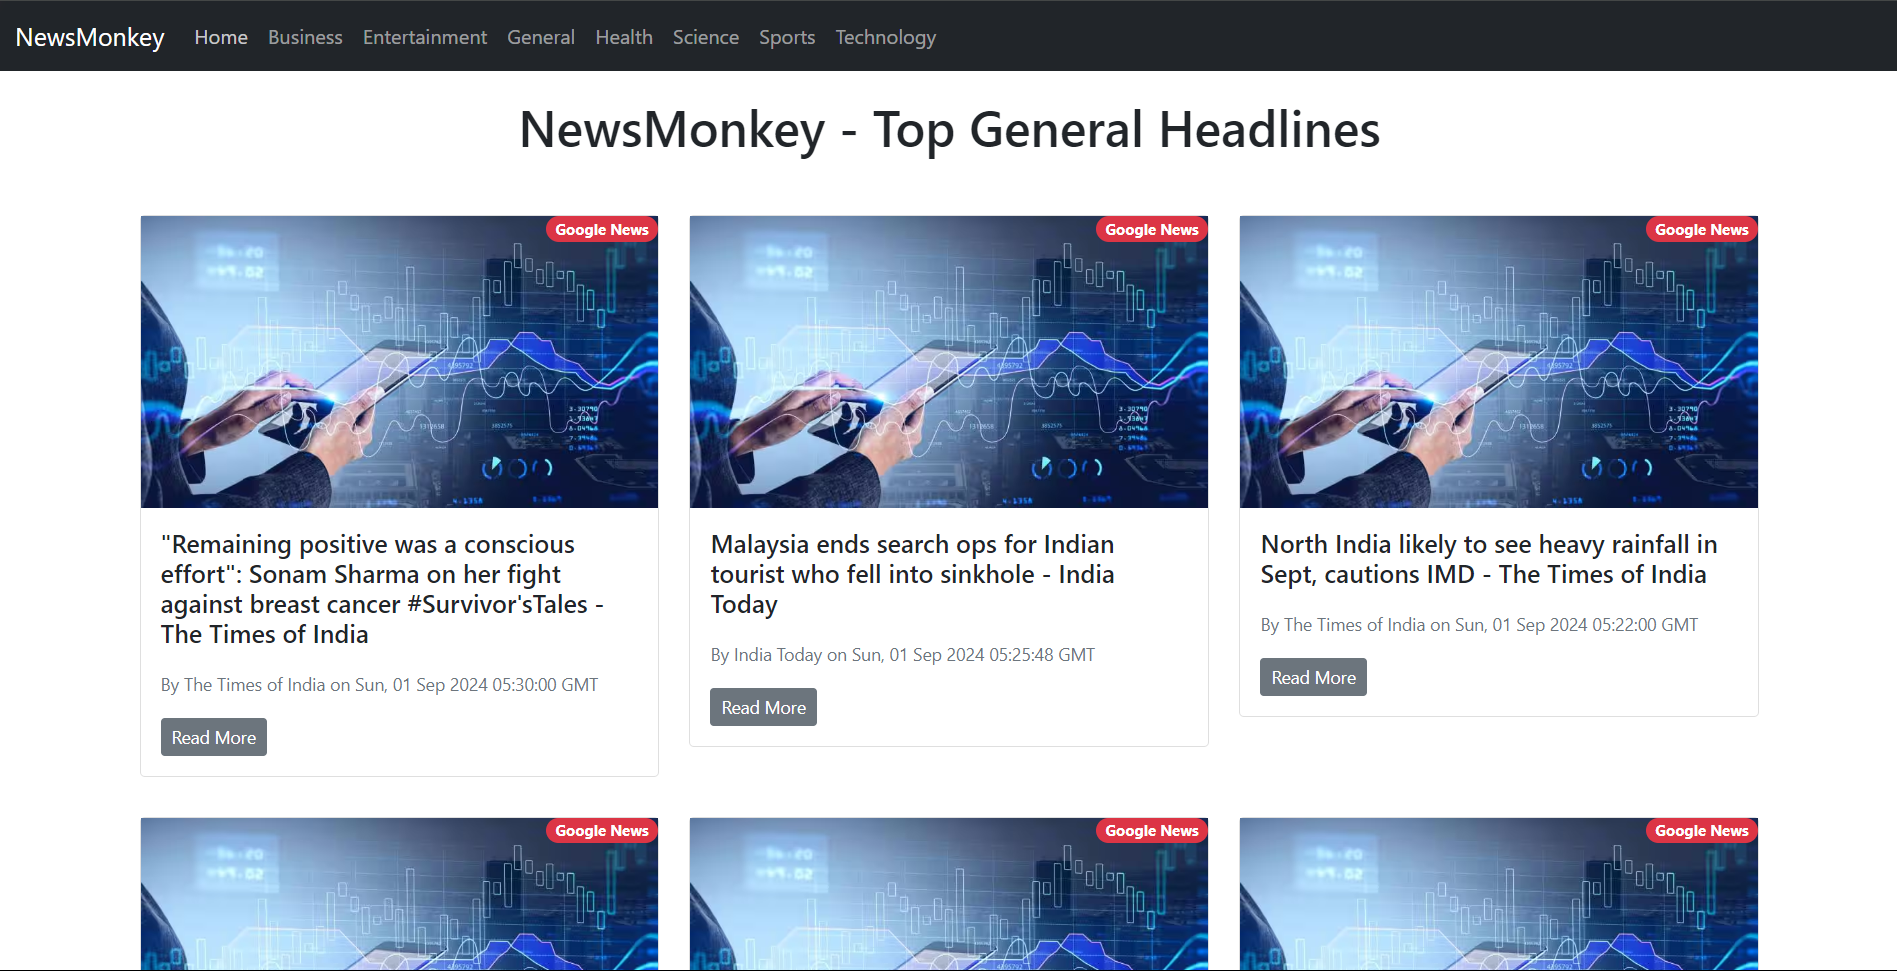 NewsMonkey Home Business Entertainment General Health Science Sports Technology
NewsMonkey - Top General Headlines
Google News
"Remaining positive was a conscious
effort": Sonam Sharma on her fight
against breast cancer #Survivor'sTales -
The Times of India
By The Times of India on Sun, 01 Sep 2024 05:30:00 GMT
Read More
Google News
Malaysia ends search ops for Indian
tourist who fell into sinkhole - India
Today
By India Today on Sun, 01 Sep 2024 05:25:48 GMT
Read More
Google News
North India likely to see heavy rainfall in
Sept, cautions IMD - The Times of India
By The Times of India on Sun, 01 Sep 2024 05:22:00 GMT
Read More
Google News
Google News
Google News